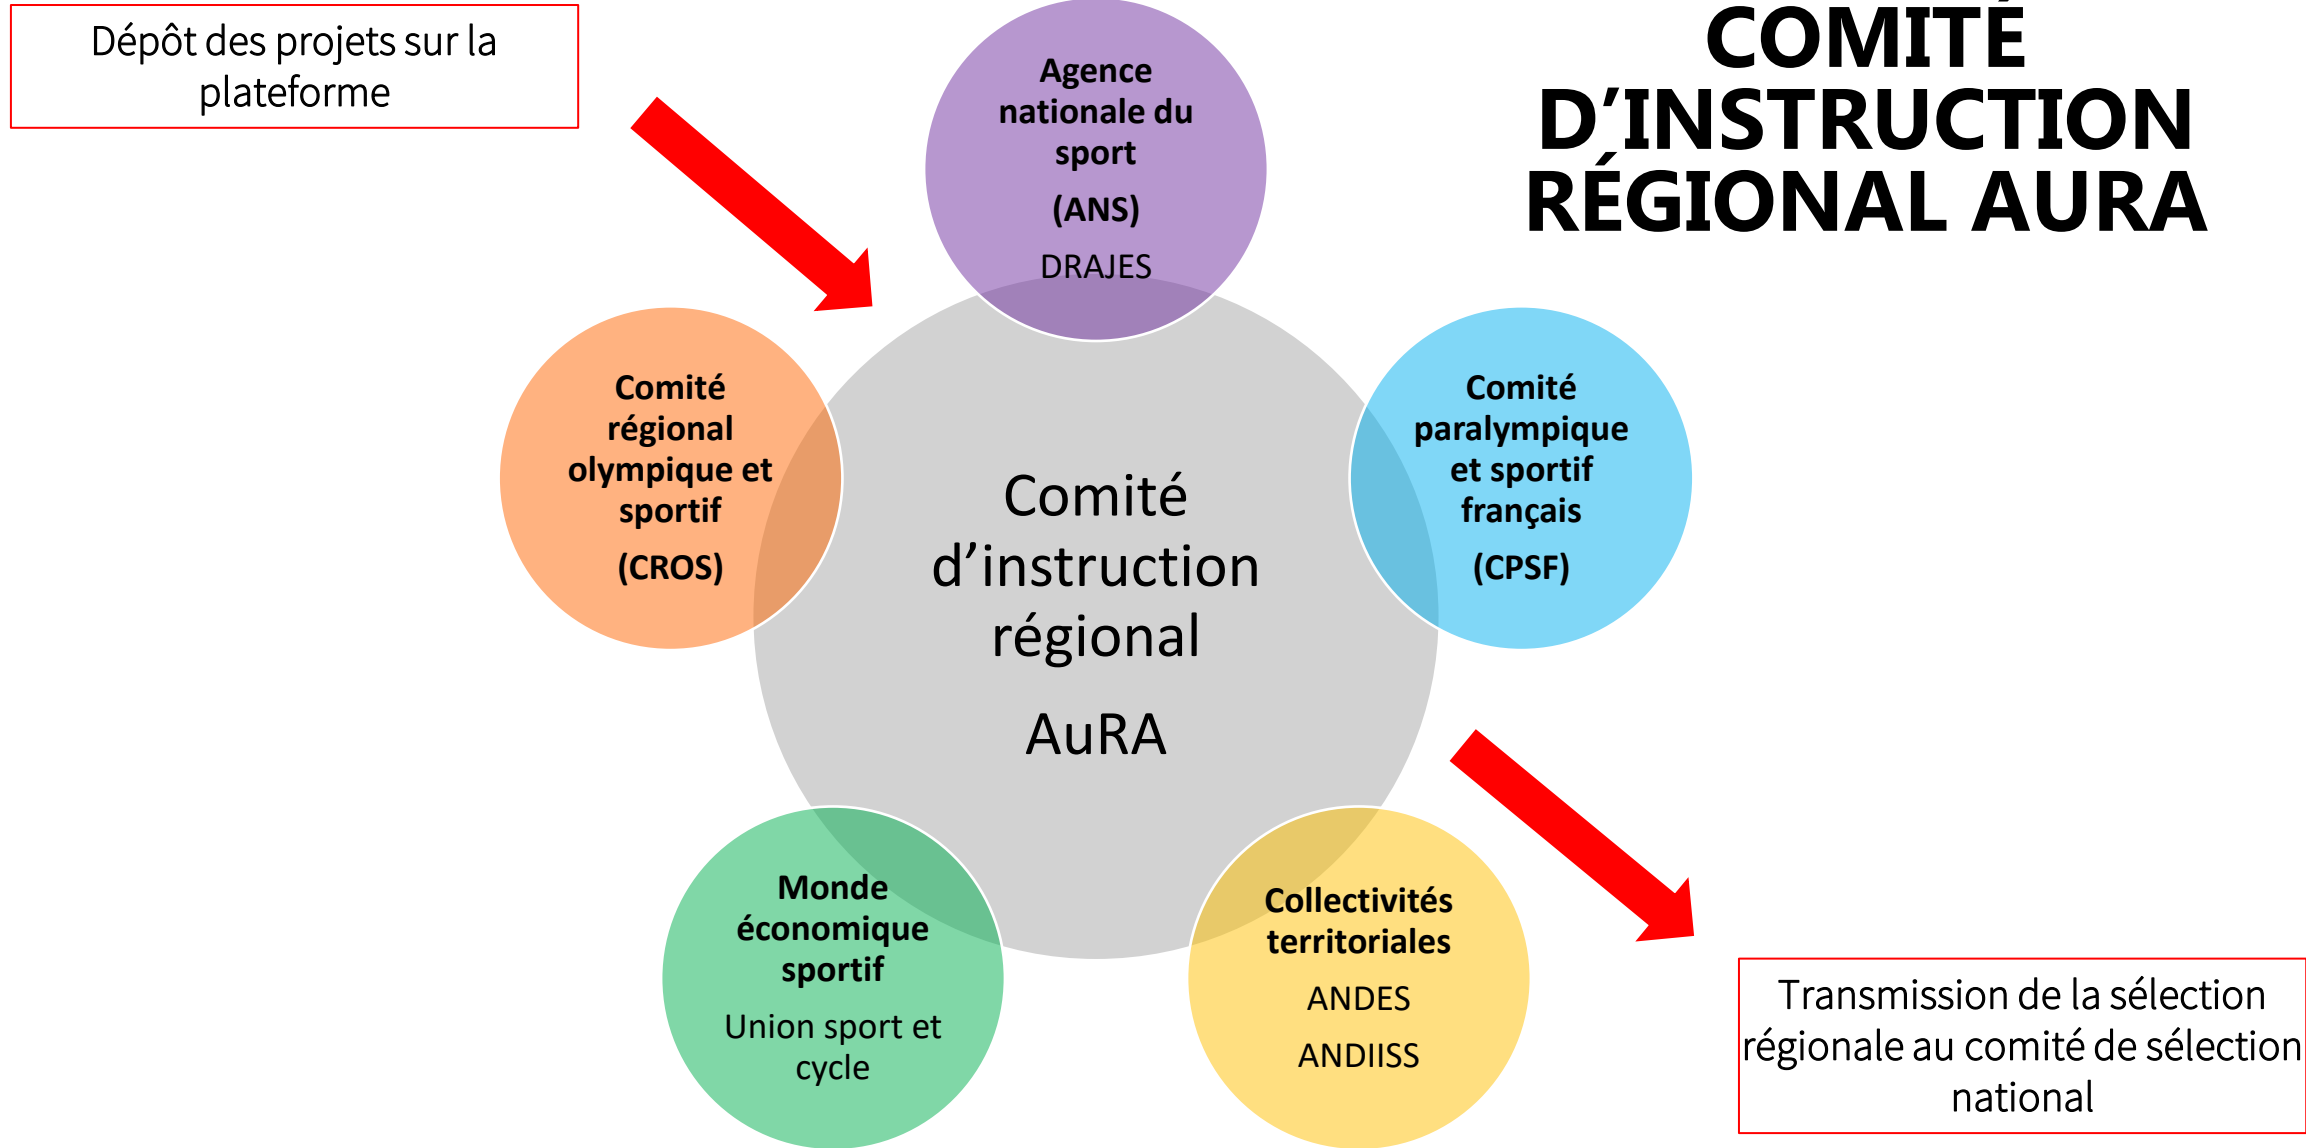 Dépôt des projets sur la
plateforme
COMITÉ
D’INSTRUCTION
RÉGIONAL AURA
Agence
nationale du
sport
(ANS)
DRAJES
Comité
régional
olympique et
sportif
(CROS)
Comité
paralympique
et sportif
français
(CPSF)
Comité
d’instruction
régional
AuRA
Monde
économique
sportif
Union sport et
cycle
Collectivités
territoriales
ANDES
ANDIISS
Transmission de la sélection
régionale au comité de sélection
national